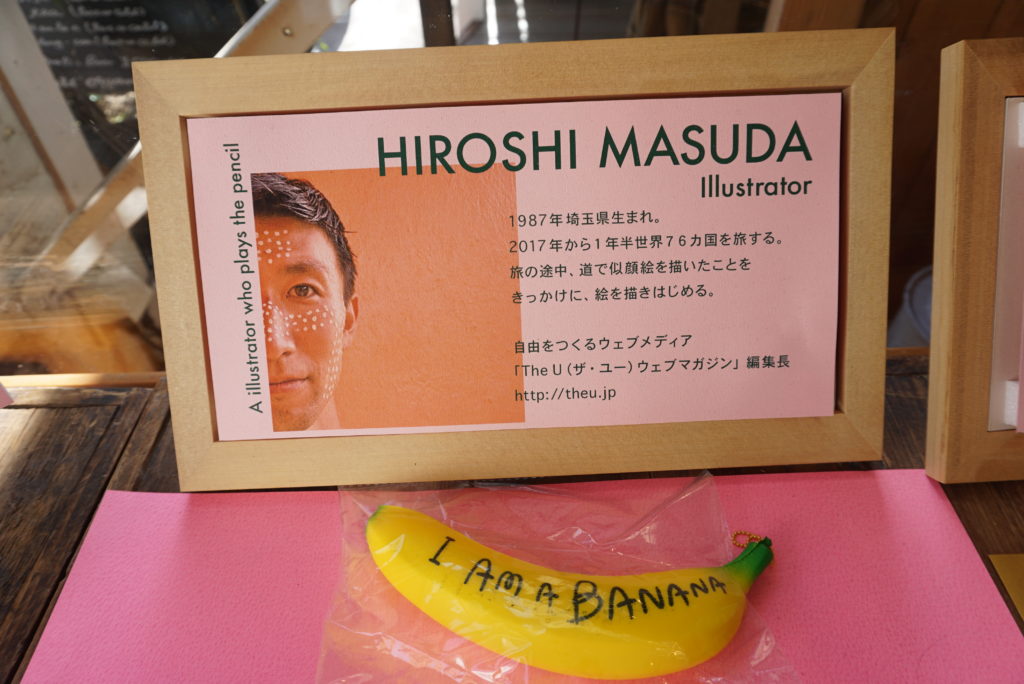 HIROSHI MASUDA
Illustrator
A illustrator who plays the pencil
1987年埼玉県生まれ。
2017年から1年半世界76カ国を旅する。
旅の途中、道で似顔絵を描いたことを
きっかけに、絵を描きはじめる。
自由をつくるウェブメディア
「The U（ザ・ユー）ウェブマガジン」編集長
http://theu.jp
I AM A BANANA